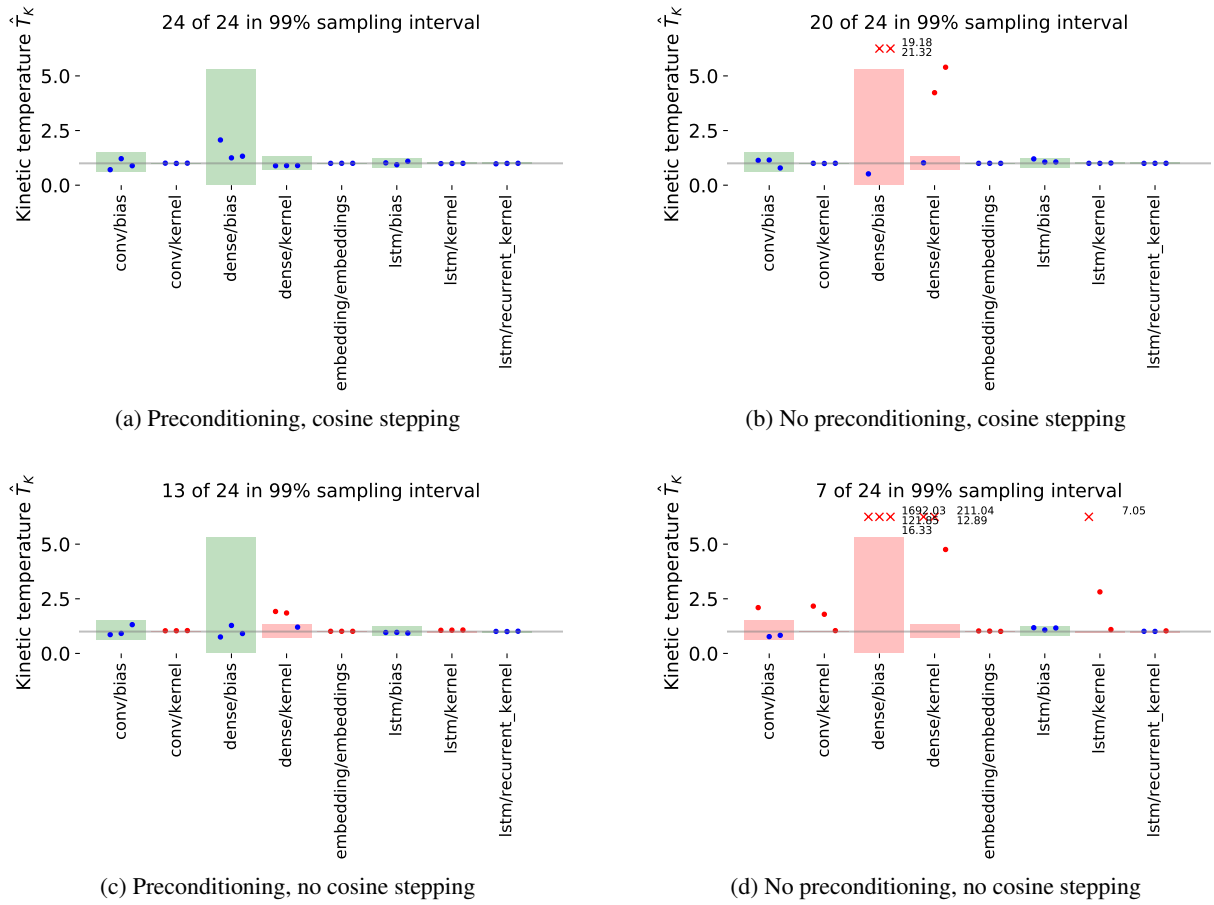 24 of 24 in 99% sampling interval
Kinetic temperature T̂_K
5.0
2.5
0.0
conv/bias
conv/kernel
dense/bias
dense/kernel
embedding/embeddings
lstm/bias
lstm/kernel
lstm/recurrent_kernel
(a) Preconditioning, cosine stepping
20 of 24 in 99% sampling interval
Kinetic temperature T̂_K
19.18
21.32
5.0
2.5
0.0
conv/bias
conv/kernel
dense/bias
dense/kernel
embedding/embeddings
lstm/bias
lstm/kernel
lstm/recurrent_kernel
(b) No preconditioning, cosine stepping
13 of 24 in 99% sampling interval
Kinetic temperature T̂_K
5.0
2.5
0.0
conv/bias
conv/kernel
dense/bias
dense/kernel
embedding/embeddings
lstm/bias
lstm/kernel
lstm/recurrent_kernel
(c) Preconditioning, no cosine stepping
7 of 24 in 99% sampling interval
Kinetic temperature T̂_K
1692.03 211.04 7.05
121.85 12.89
16.33
5.0
2.5
0.0
conv/bias
conv/kernel
dense/bias
dense/kernel
embedding/embeddings
lstm/bias
lstm/kernel
lstm/recurrent_kernel
(d) No preconditioning, no cosine stepping